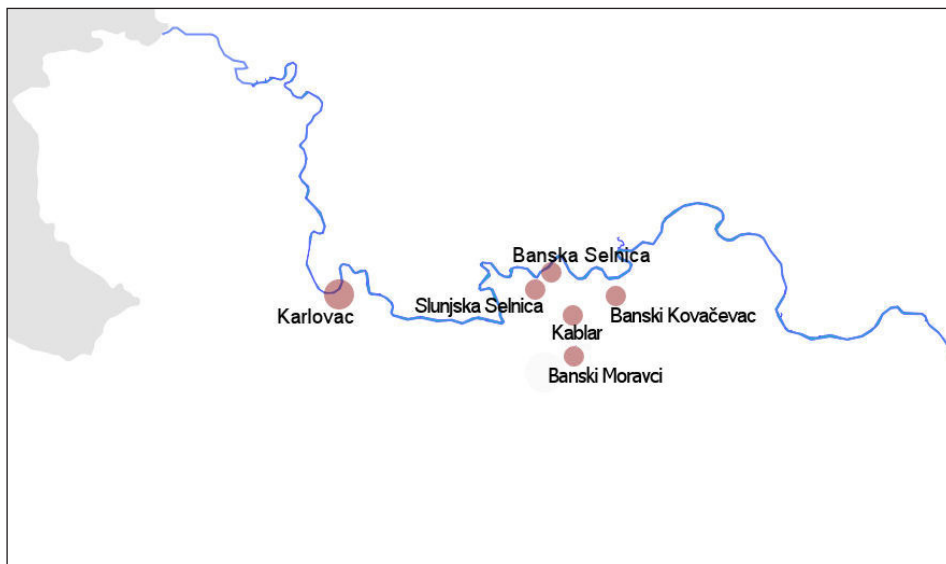 Banska Selnica
Slunjska Selnica
Karlovac
Banski Kovačevac
Kablar
Banski Moravci